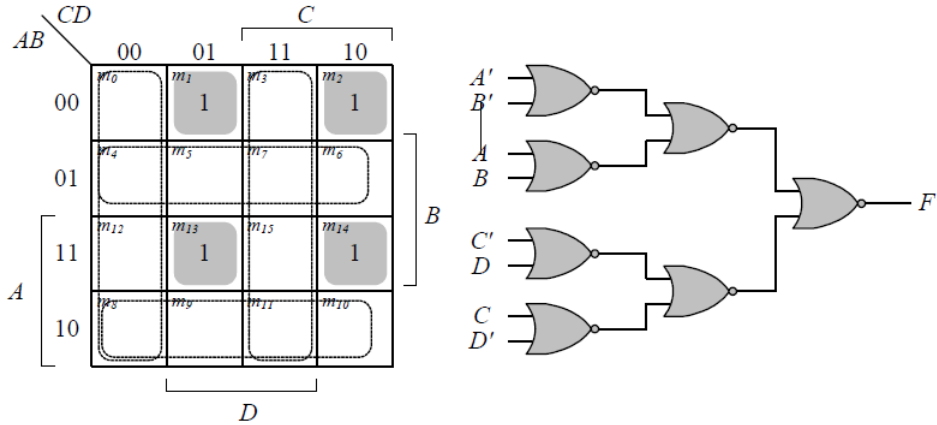 CD
C
AB
00 01 11 10
m0 m1 m3 m2
00 1 1
m4 m5 m7 m6
01
B
m12 m13 m15 m14
11 1 1
A
m8 m9 m11 m10
10
D
A'
B'
A
B
F
C'
D
C
D'